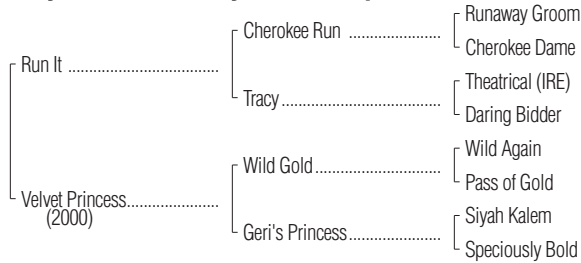 Runaway Groom
Cherokee Run ........................
Cherokee Dame
Run It ..................................
Theatrical (IRE)
Tracy .........................................
Daring Bidder
Wild Again
Wild Gold ................................
Pass of Gold
Velvet Princess........................
(2000)
Siyah Kalem
Geri's Princess........................
Speciously Bold